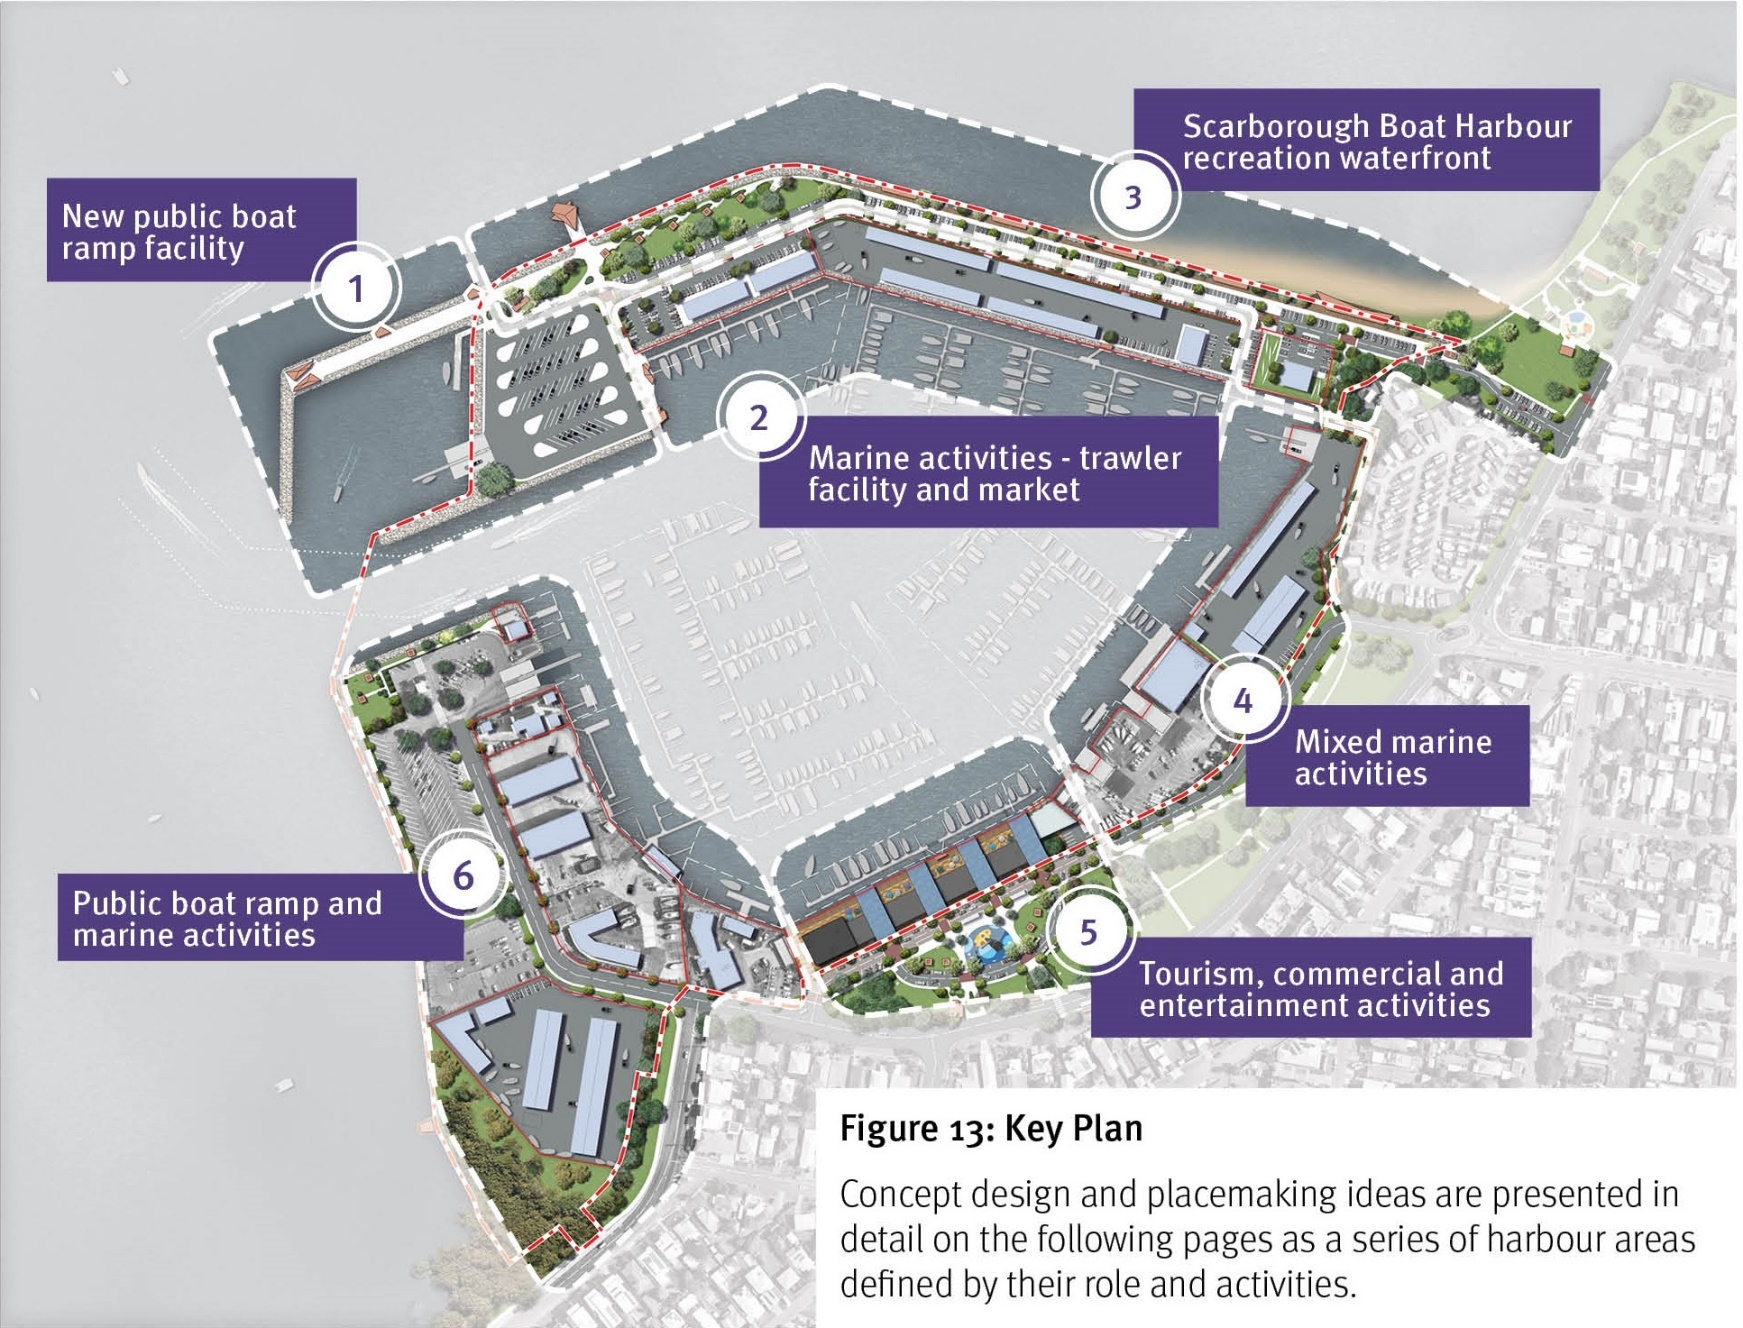 New public boat
ramp facility
1
Scarborough Boat Harbour
recreation waterfront
3
2
Marine activities - trawler
facility and market
4
Mixed marine
activities
6
Public boat ramp and
marine activities
5
Tourism, commercial and
entertainment activities
Figure 13: Key Plan
Concept design and placemaking ideas are presented in
detail on the following pages as a series of harbour areas
defined by their role and activities.